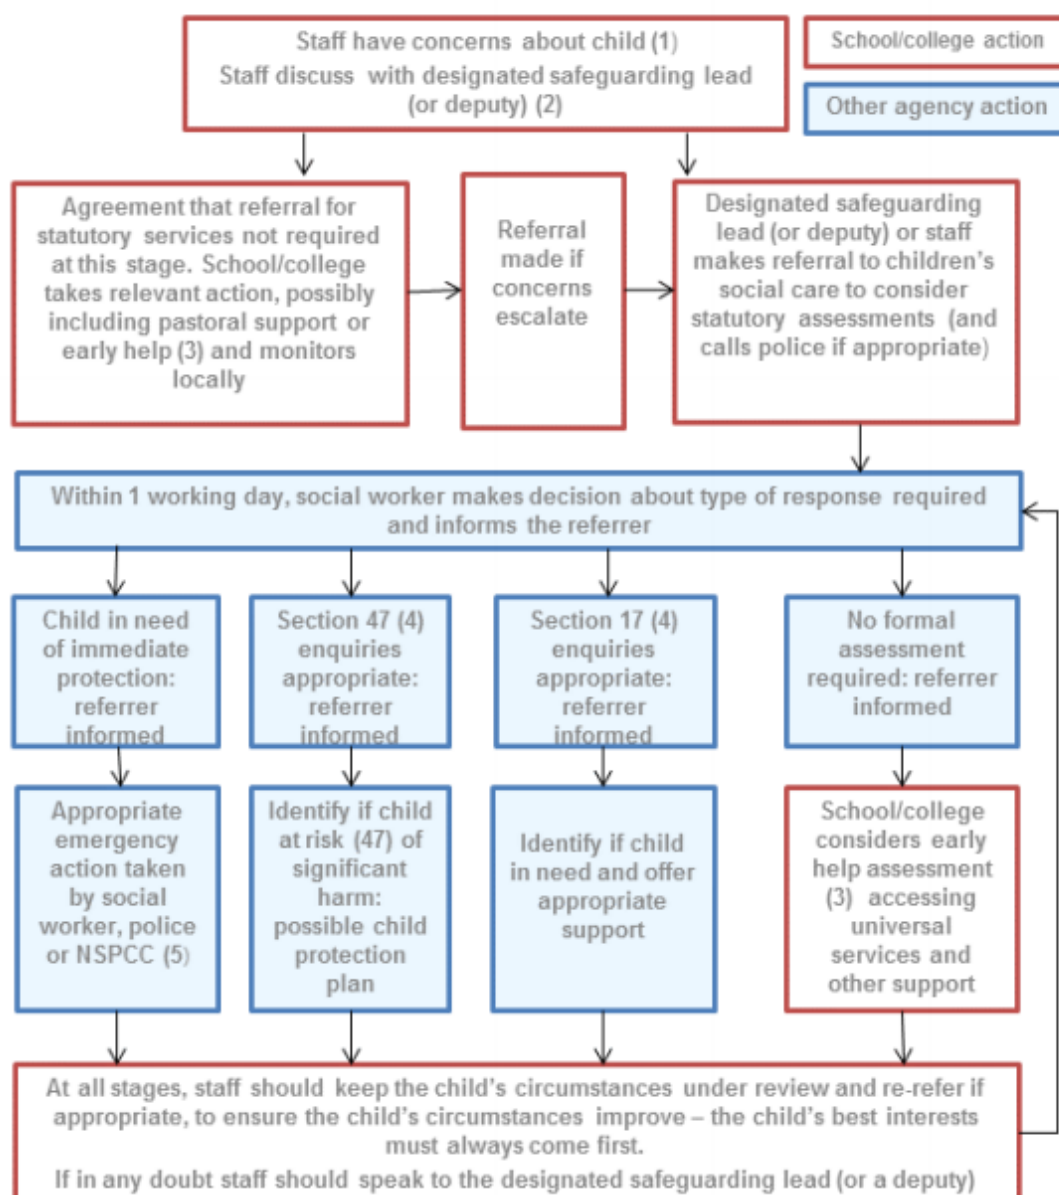 Staff have concerns about child (1)
Staff discuss with designated safeguarding lead
(or deputy) (2)
School/college action
Other agency action
Agreement that referral for
statutory services not required
at this stage. School/college
takes relevant action, possibly
including pastoral support or
early help (3) and monitors
locally
Referral
made if
concerns
escalate
Designated safeguarding
lead (or deputy) or staff
makes referral to children's
social care to consider
statutory assessments (and
calls police if appropriate)
Within 1 working day, social worker makes decision about type of response required
and informs the referrer
Child in need
of immediate
protection:
referrer
informed
Section 47 (4)
enquiries
appropriate:
referrer
informed
Section 17 (4)
enquiries
appropriate:
referrer
informed
No formal
assessment
required: referrer
informed
Appropriate
emergency
action taken
by social
worker, police
or NSPCC (5)
Identify if child
at risk (47) of
significant
harm:
possible child
protection
plan
Identify if child
in need and offer
appropriate
support
School/college
considers early
help assessment
(3) accessing
universal
services and
other support
At all stages, staff should keep the child's circumstances under review and re-refer if
appropriate, to ensure the child's circumstances improve – the child's best interests
must always come first.
If in any doubt staff should speak to the designated safeguarding lead (or a deputy)